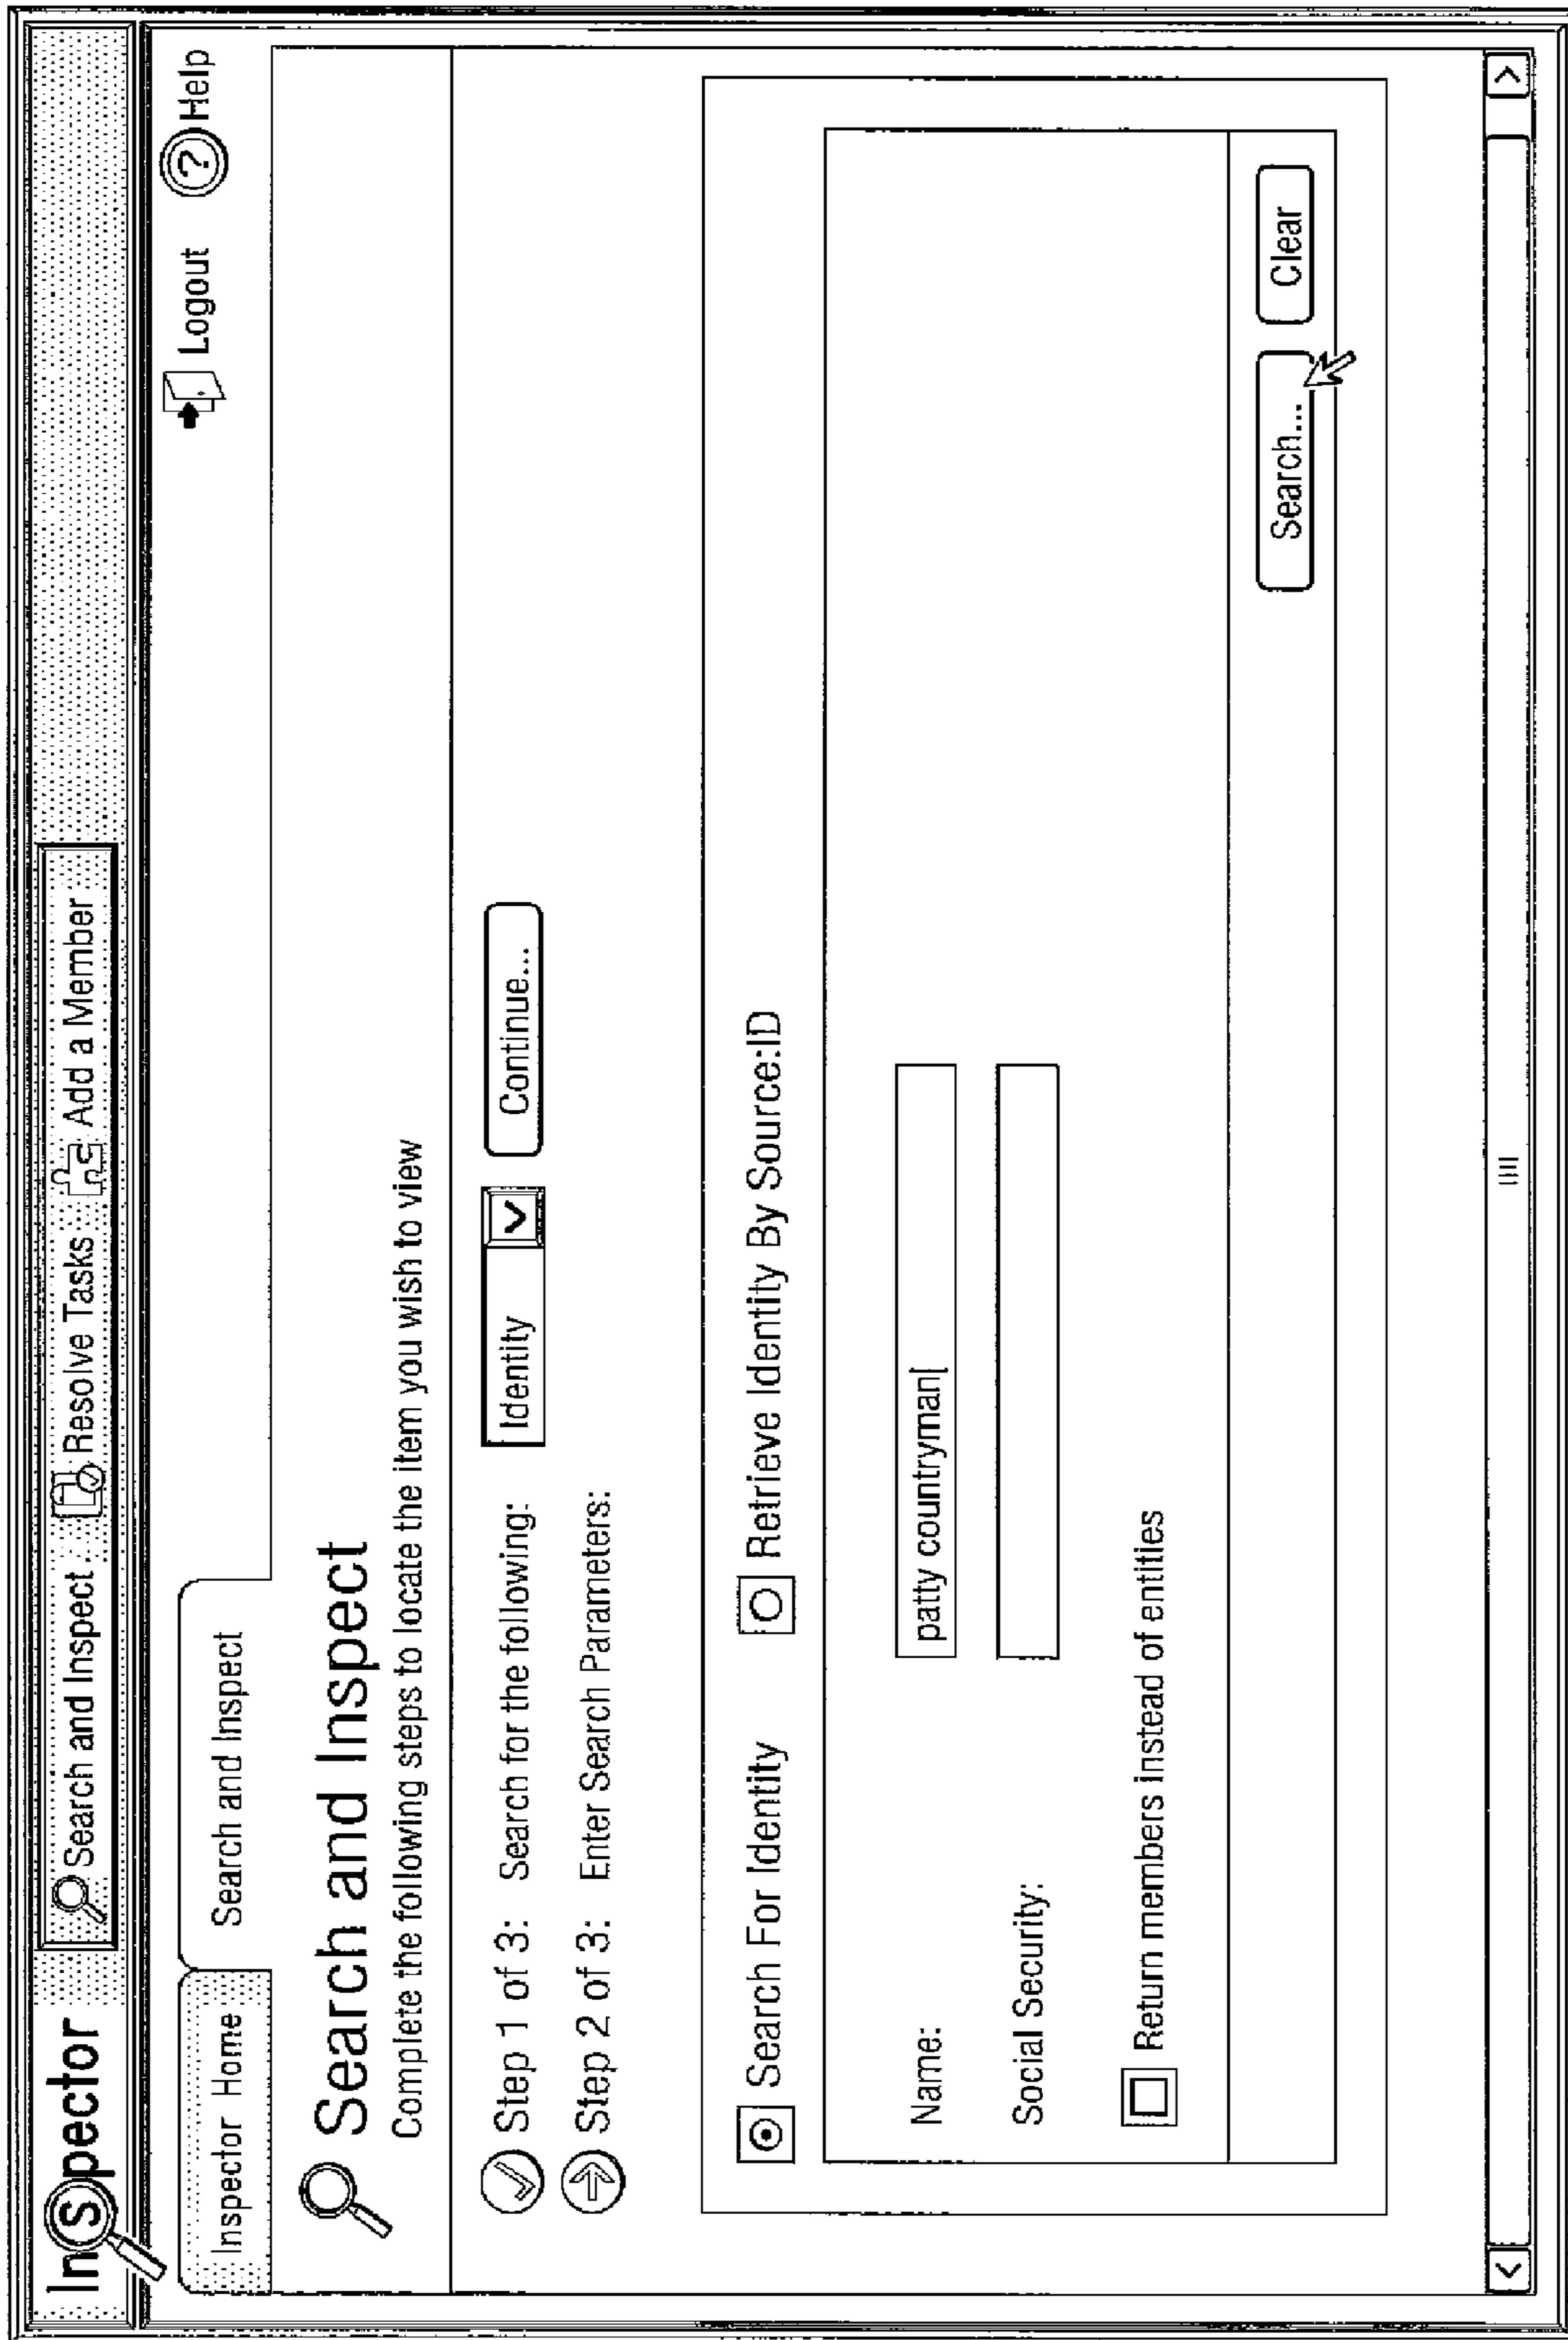 Inspector Search and Inspect Resolve Tasks Add a Member
Logout ? Help
Inspector Home Search and Inspect
Search and Inspect
Complete the following steps to locate the item you wish to view
Step 1 of 3: Search for the following: Identity Continue...
Step 2 of 3: Enter Search Parameters:
Search For Identity Retrieve Identity By Source:ID
Name: patty countryman
Social Security:
Return members instead of entities
Search... Clear